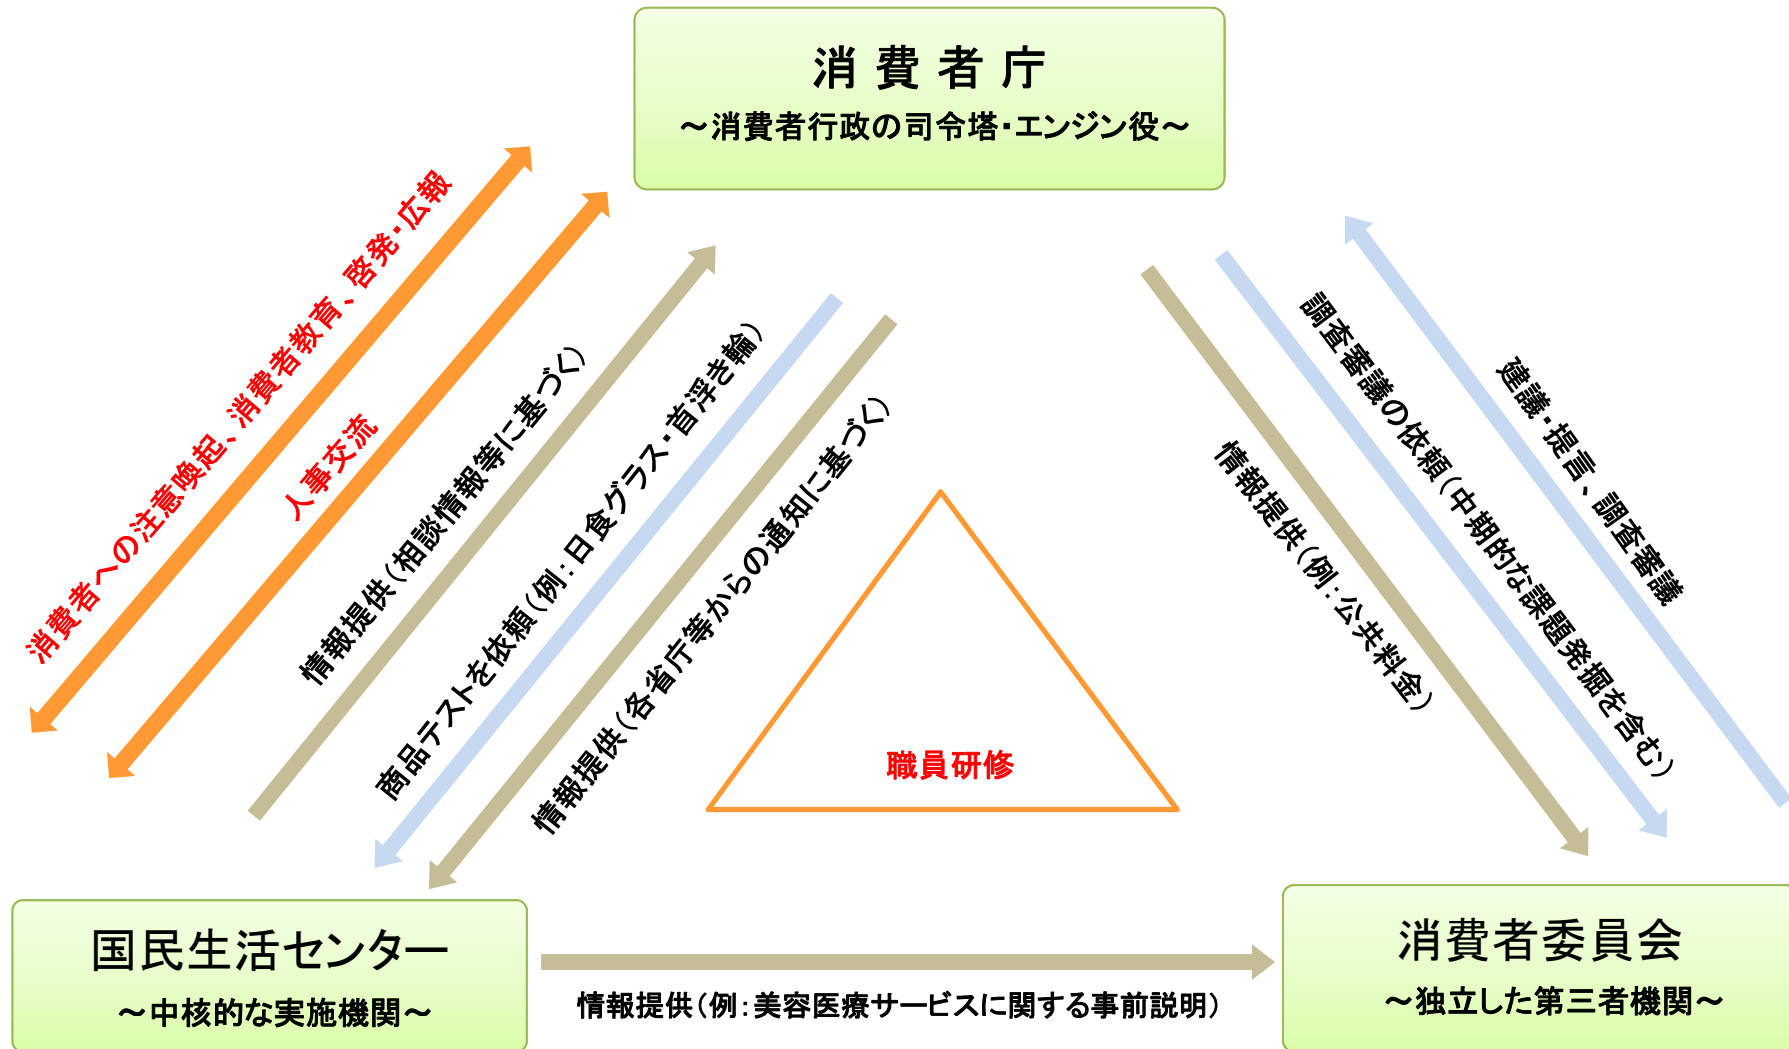 消費者庁
～消費者行政の司令塔・エンジン役～
消費者への注意喚起、消費者教育、啓発・広報
人事交流
情報提供（相談情報等に基づく）
商品テストを依頼（例：日食グラス・首浮き輪）
情報提供（各省庁等からの通知に基づく）
情報提供（例：公共料金）
調査審議の依頼（中期的な課題発掘を含む）
建議・提言、調査審議
職員研修
国民生活センター
～中核的な実施機関～
情報提供（例：美容医療サービスに関する事前説明）
消費者委員会
～独立した第三者機関～